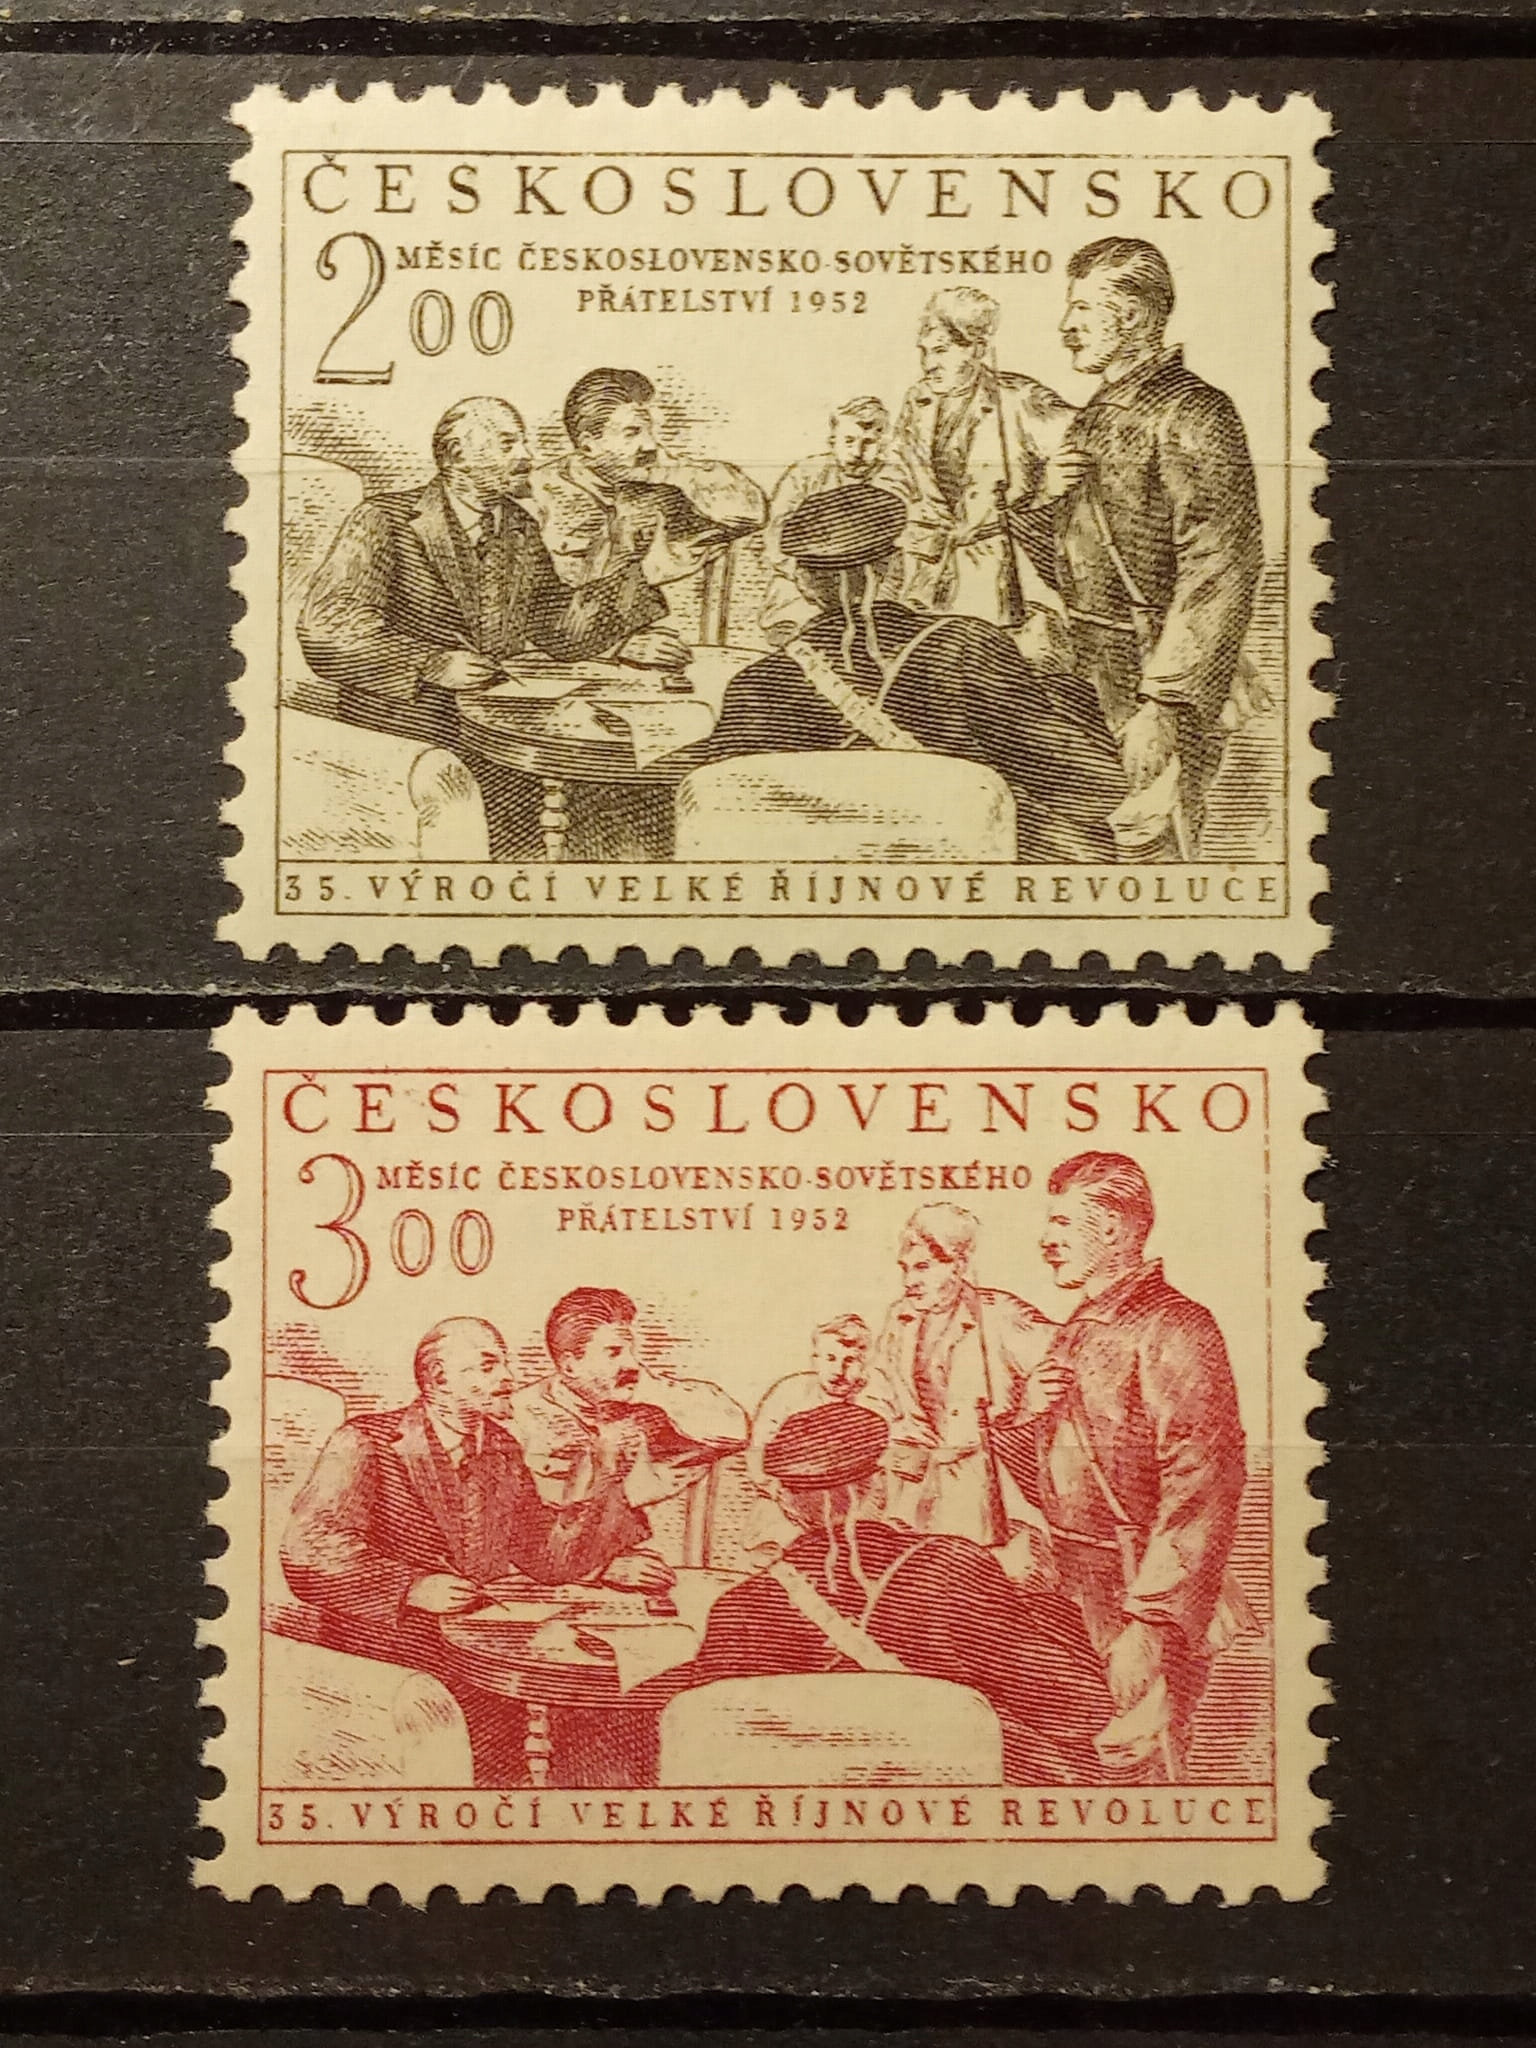 ČESKOSLOVENSKO
2 00
MĚSÍC ČESKOSLOVENSKO-SOVĚTSKÉHO
PŘÁTELSTVÍ 1952
35. VÝROČÍ VELKÉ ŘÍJNOVÉ REVOLUCE
ČESKOSLOVENSKO
3 00
MĚSÍC ČESKOSLOVENSKO-SOVĚTSKÉHO
PŘÁTELSTVÍ 1952
35. VÝROČÍ VELKÉ ŘÍJNOVÉ REVOLUCE